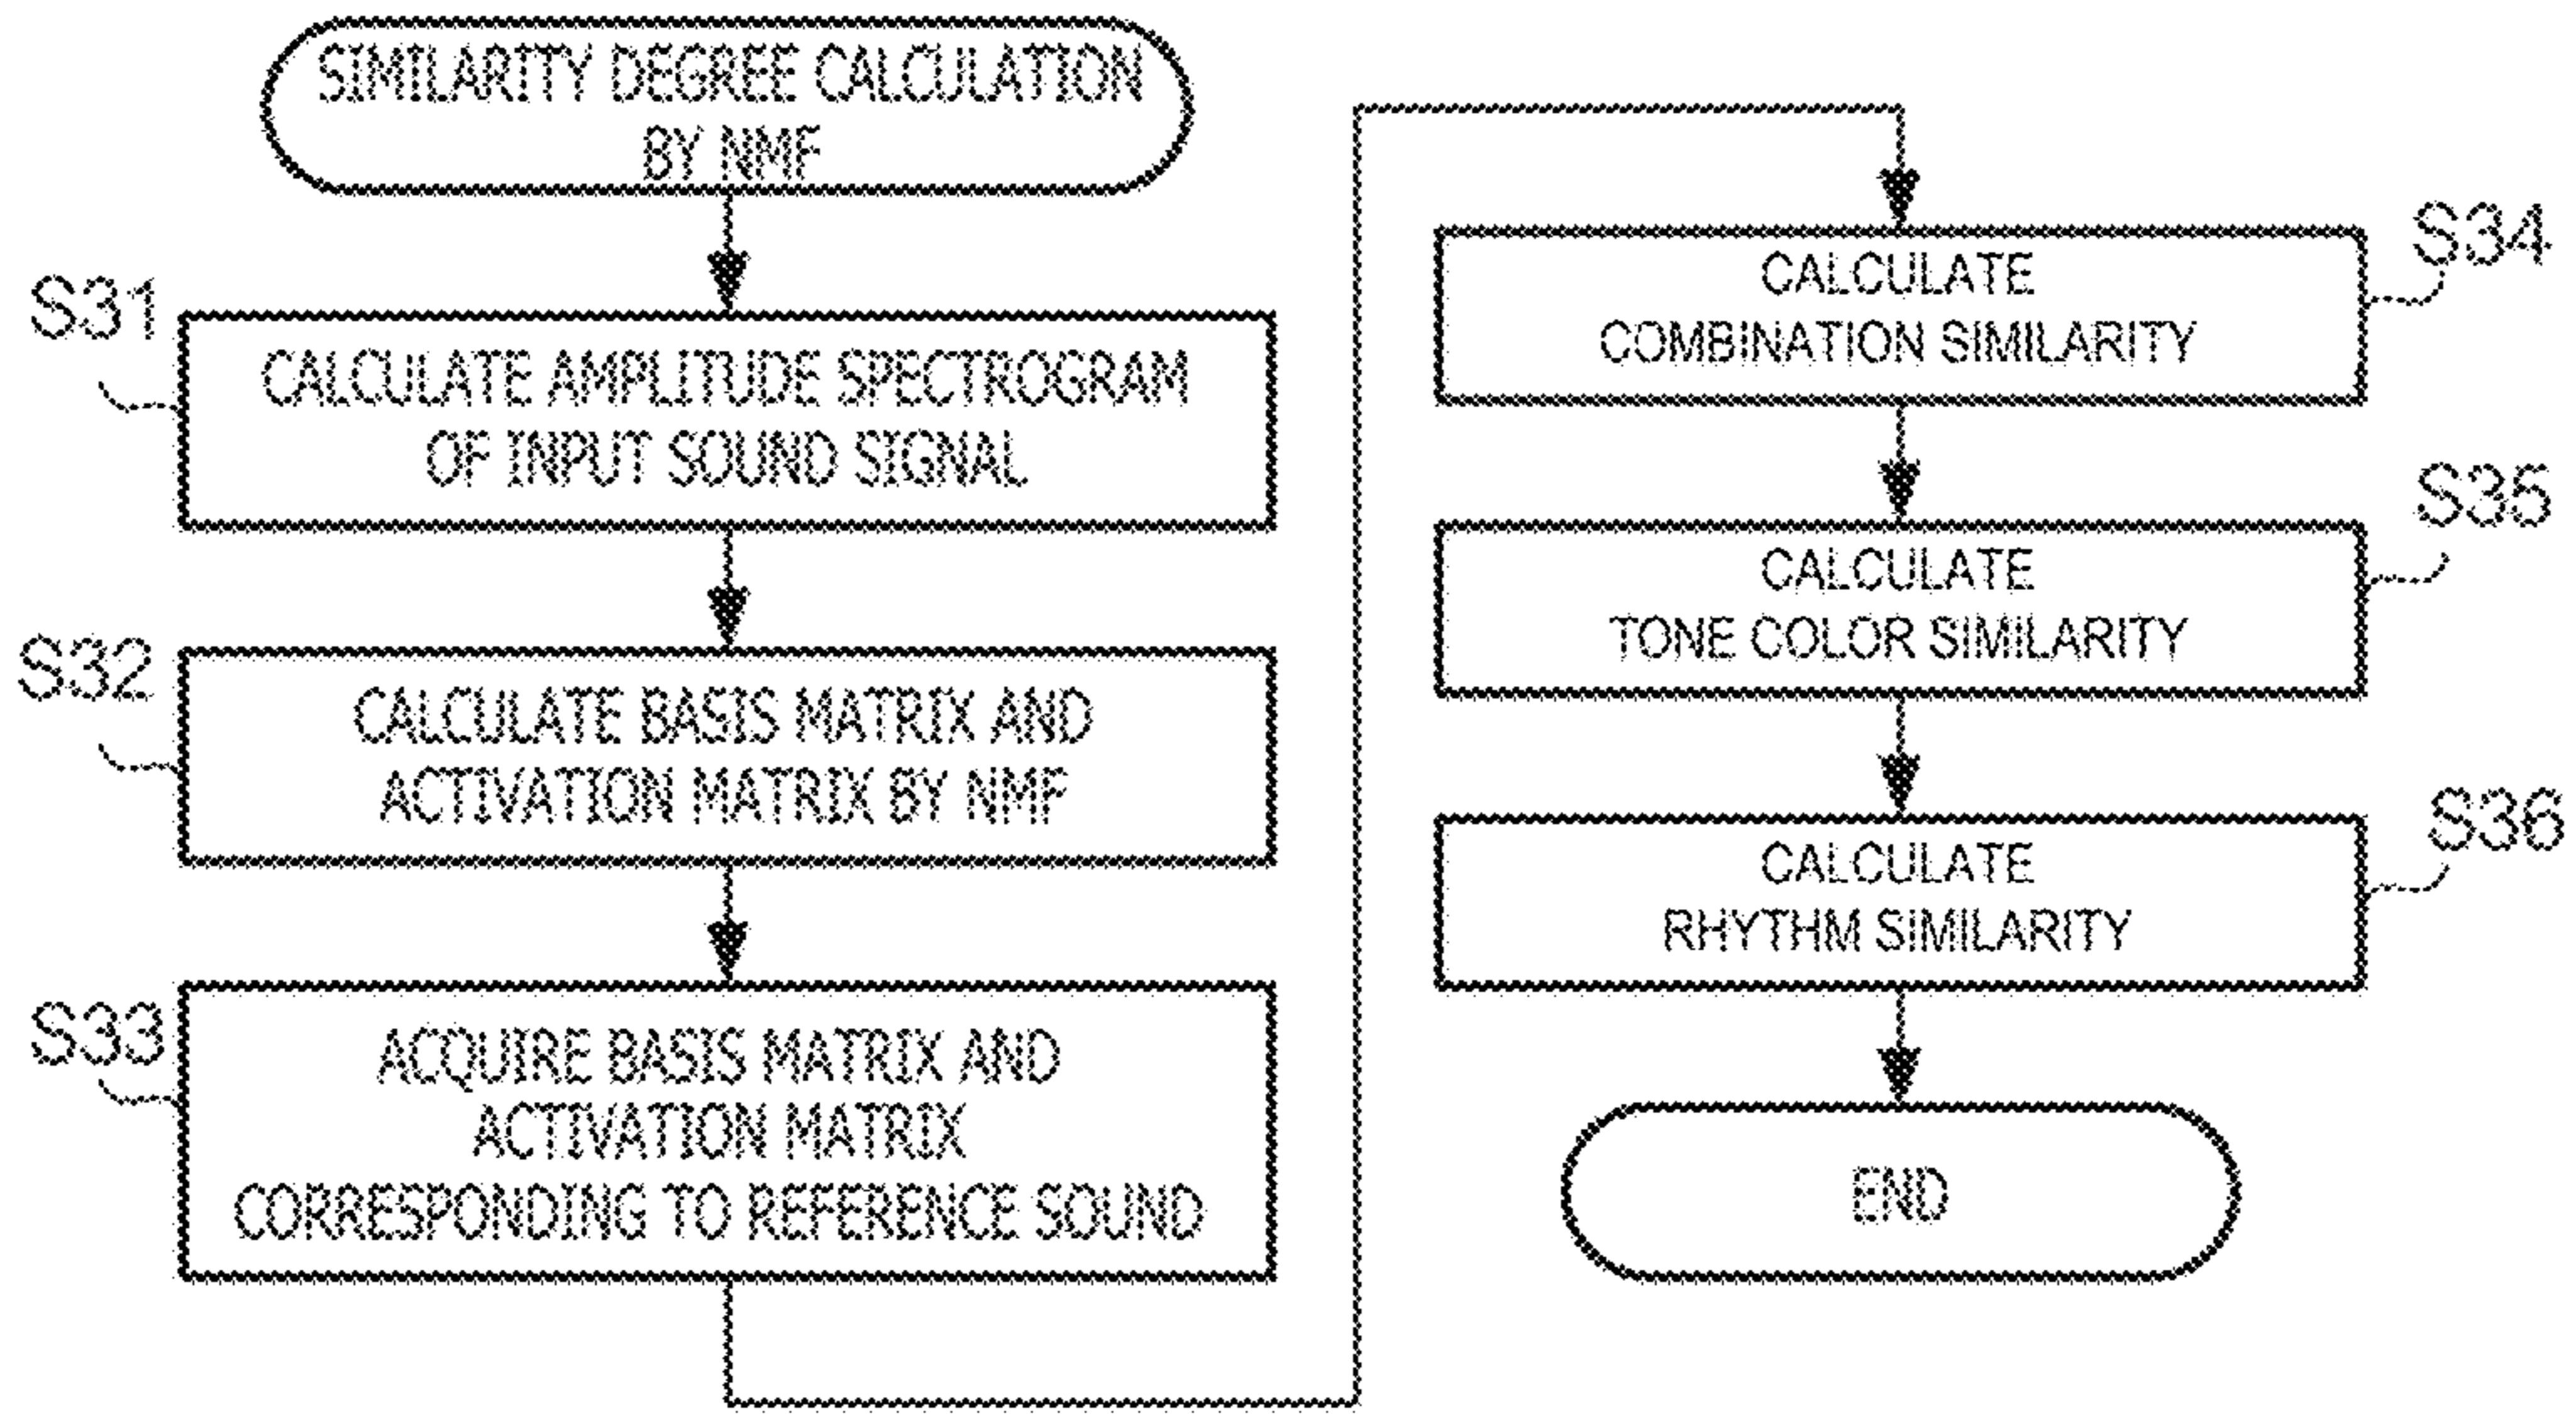 SIMILARITY DEGREE CALCULATION
BY NMF
S31
CALCULATE AMPLITUDE SPECTROGRAM
OF INPUT SOUND SIGNAL
S32
CALCULATE BASIS MATRIX AND
ACTIVATION MATRIX BY NMF
S33
ACQUIRE BASIS MATRIX AND
ACTIVATION MATRIX
CORRESPONDING TO REFERENCE SOUND
S34
CALCULATE
COMBINATION SIMILARITY
S35
CALCULATE
TONE COLOR SIMILARITY
S36
CALCULATE
RHYTHM SIMILARITY
END